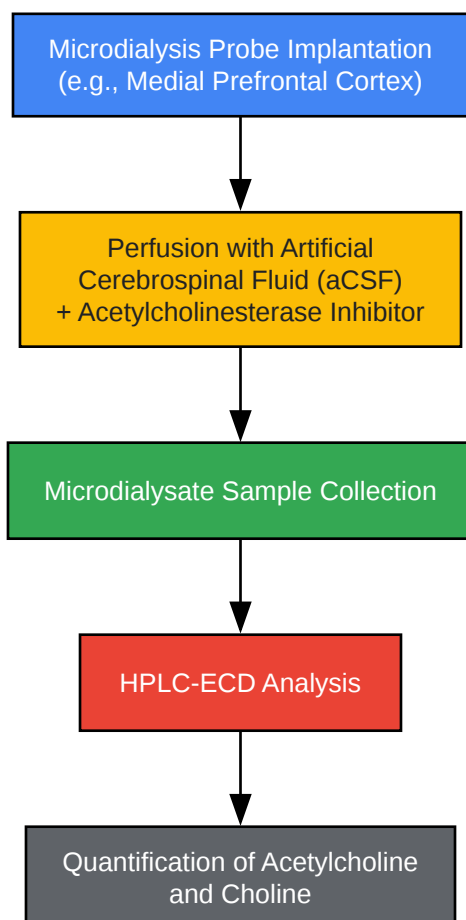 Microdialysis Probe Implantation
(e.g., Medial Prefrontal Cortex)
Perfusion with Artificial
Cerebrospinal Fluid (aCSF)
+ Acetylcholinesterase Inhibitor
Microdialysate Sample Collection
HPLC-ECD Analysis
Quantification of Acetylcholine
and Choline